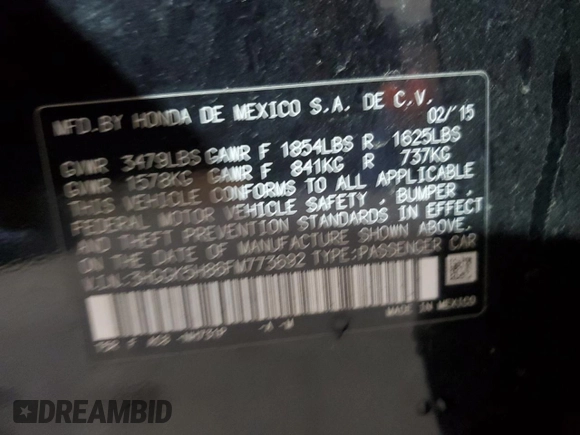 MFD.BY HONDA DE MEXICO S.A. DE C.V.
02/'15
GVWR 3479LBS GAWR F 1854LBS R 1625LBS
GVWR 1578KG GAWR F 841KG R 737KG
THIS VEHICLE CONFORMS TO ALL APPLICABLE
FEDERAL MOTOR VEHICLE SAFETY, BUMPER,
AND THEFT PREVENTION STANDARDS IN EFFECT
ON THE DATE OF MANUFACTURE SHOWN ABOVE.
V.I.N.: TYPE:PASSENGER CAR
NH731P -A -M
MADE IN MEXICO
DREAMBID